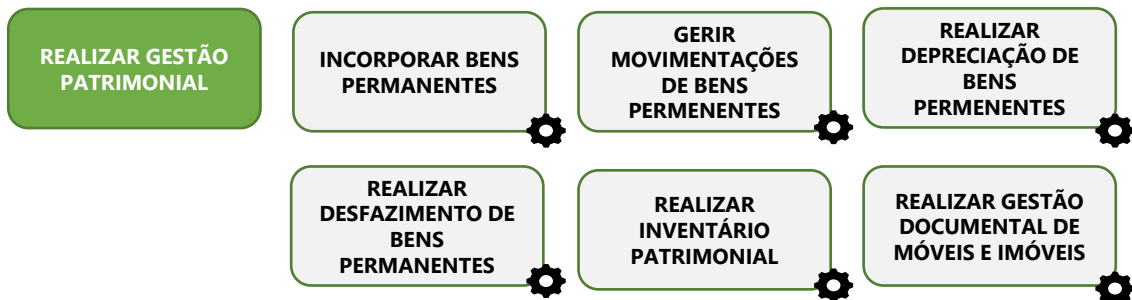 REALIZAR GESTÃO
PATRIMONIAL
INCORPORAR BENS
PERMANENTES
GERIR
MOVIMENTAÇÕES
DE BENS
PERMENENTES
REALIZAR
DEPRECIAÇÃO DE
BENS
PERMENENTES
REALIZAR
DESFAZIMENTO DE
BENS
PERMANENTES
REALIZAR
INVENTÁRIO
PATRIMONIAL
REALIZAR GESTÃO
DOCUMENTAL DE
MÓVEIS E IMÓVEIS